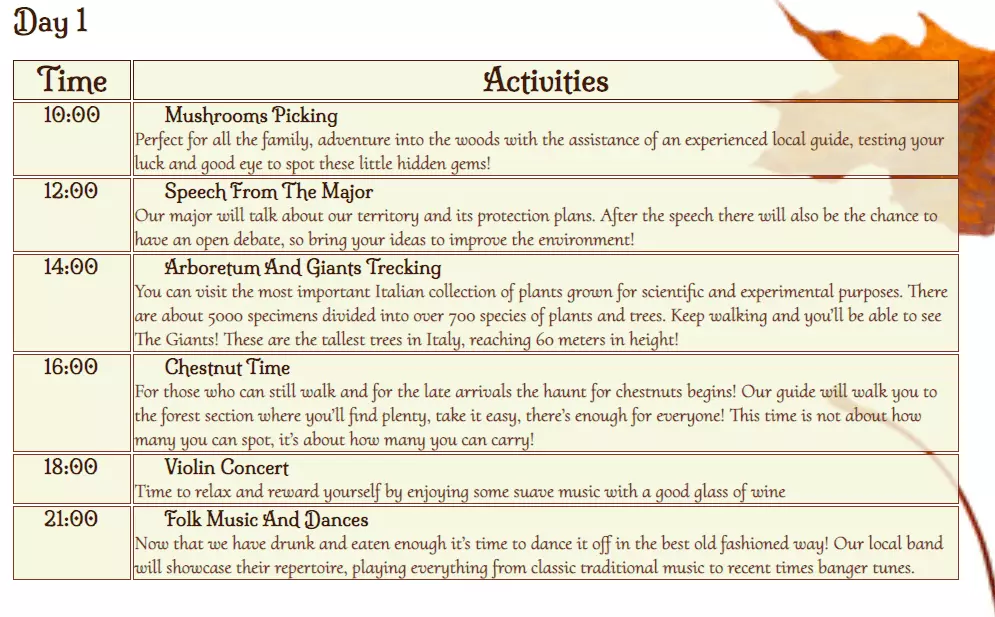 Day 1
Time Activities
10:00 Mushrooms Picking
Perfect for all the family, adventure into the woods with the assistance of an experienced local guide, testing your
luck and good eye to spot these little hidden gems!
12:00 Speech From The Major
Our major will talk about our territory and its protection plans. After the speech there will also be the chance to
have an open debate, so bring your ideas to improve the environment!
14:00 Arboretum And Giants Trecking
You can visit the most important Italian collection of plants grown for scientific and experimental purposes. There
are about 5000 specimens divided into over 700 species of plants and trees. Keep walking and you'll be able to see
The Giants! These are the tallest trees in Italy, reaching 60 meters in height!
16:00 Chestnut Time
For those who can still walk and for the late arrivals the haunt for chestnuts begins! Our guide will walk you to
the forest section where you'll find plenty, take it easy, there's enough for everyone! This time is not about how
many you can spot, it's about how many you can carry!
18:00 Violin Concert
Time to relax and reward yourself by enjoying some suave music with a good glass of wine
21:00 Folk Music And Dances
Now that we have drunk and eaten enough it's time to dance it off in the best old fashioned way! Our local band
will showcase their repertoire, playing everything from classic traditional music to recent times banger tunes.